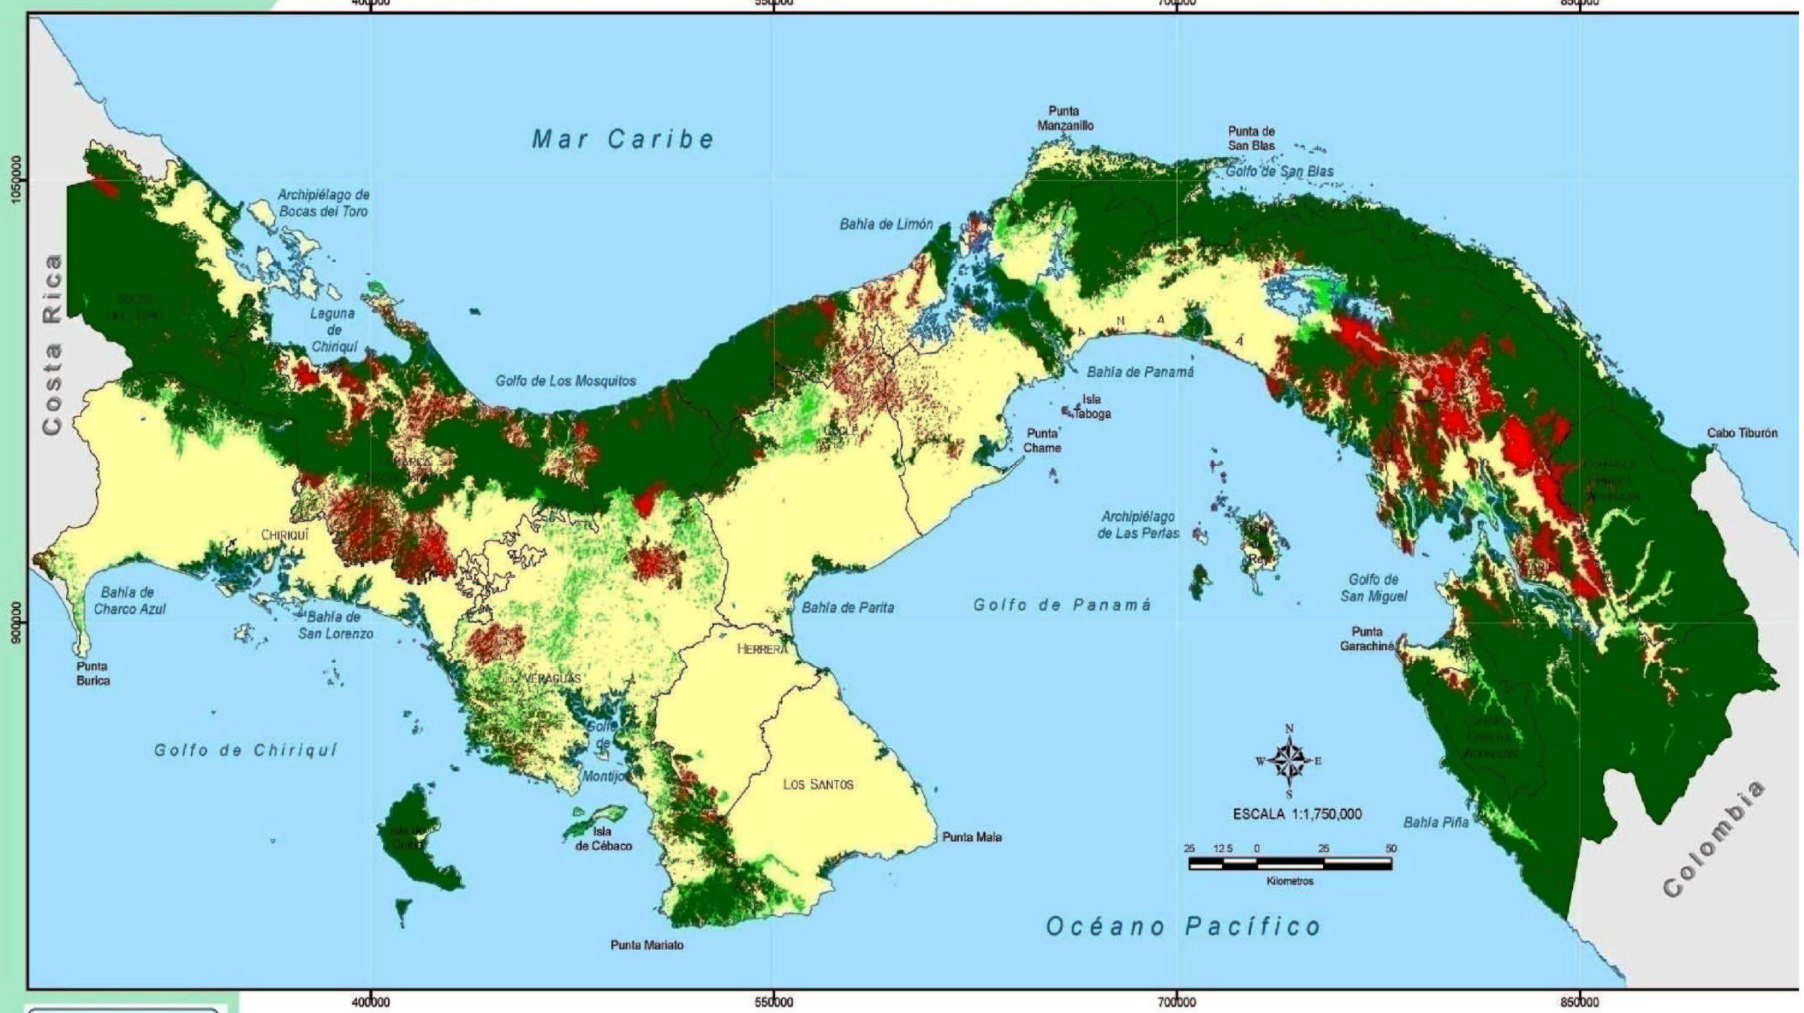 400000
550000
700000
850000
1050000
900000
Mar Caribe
Punta
Manzanillo
Punta de
San Blas
Golfo de San Blas
Archipiélago de
Bocas del Toro
Bahía de Limón
Costa Rica
Laguna
de
Chiriquí
Golfo de Los Mosquitos
Bahía de Panamá
Isla
Taboga
Punta
Chame
Cabo Tiburón
CHIRIQUÍ
Archipiélago
de Las Perlas
Golfo de
San Miguel
Bahía de
Charco Azul
Bahía de
San Lorenzo
Bahía de Parita
Golfo de Panamá
Punta
Burica
HERRERA
Punta
Garachiné
VERAGUAS
Golfo
de
Montijo
Golfo de Chiriquí
LOS SANTOS
N
W
E
S
ESCALA 1:1,750,000
25 12.5 0 25 50
Kilometros
Isla
de Cébaco
Punta Mala
Bahía Piña
Colombia
Punta Mariato
Océano Pacífico
400000
550000
700000
850000